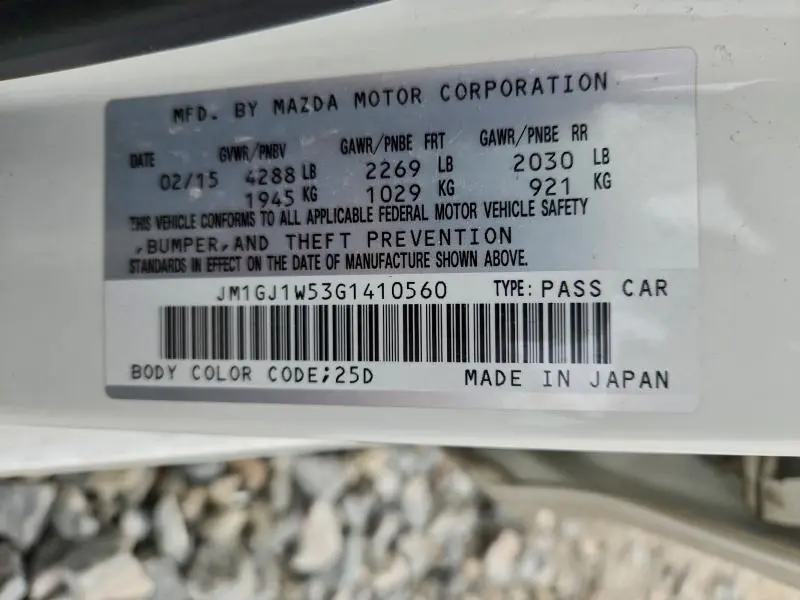 MFD. BY MAZDA MOTOR CORPORATION
DATE GVWR/PNBV GAWR/PNBE FRT GAWR/PNBE RR
02/15 4288 LB 2269 LB 2030 LB
1945 KG 1029 KG 921 KG
THIS VEHICLE CONFORMS TO ALL APPLICABLE FEDERAL MOTOR VEHICLE SAFETY
,BUMPER,AND THEFT PREVENTION
STANDARDS IN EFFECT ON THE DATE OF MANUFACTURE SHOWN ABOVE.
JM1GJ1W53G1410560 TYPE: PASS CAR
BODY COLOR CODE;25D MADE IN JAPAN